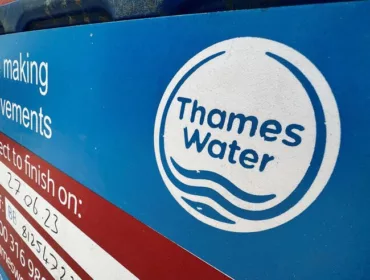 making
vements
Thames
Water
ct to finish on:
27.06.23